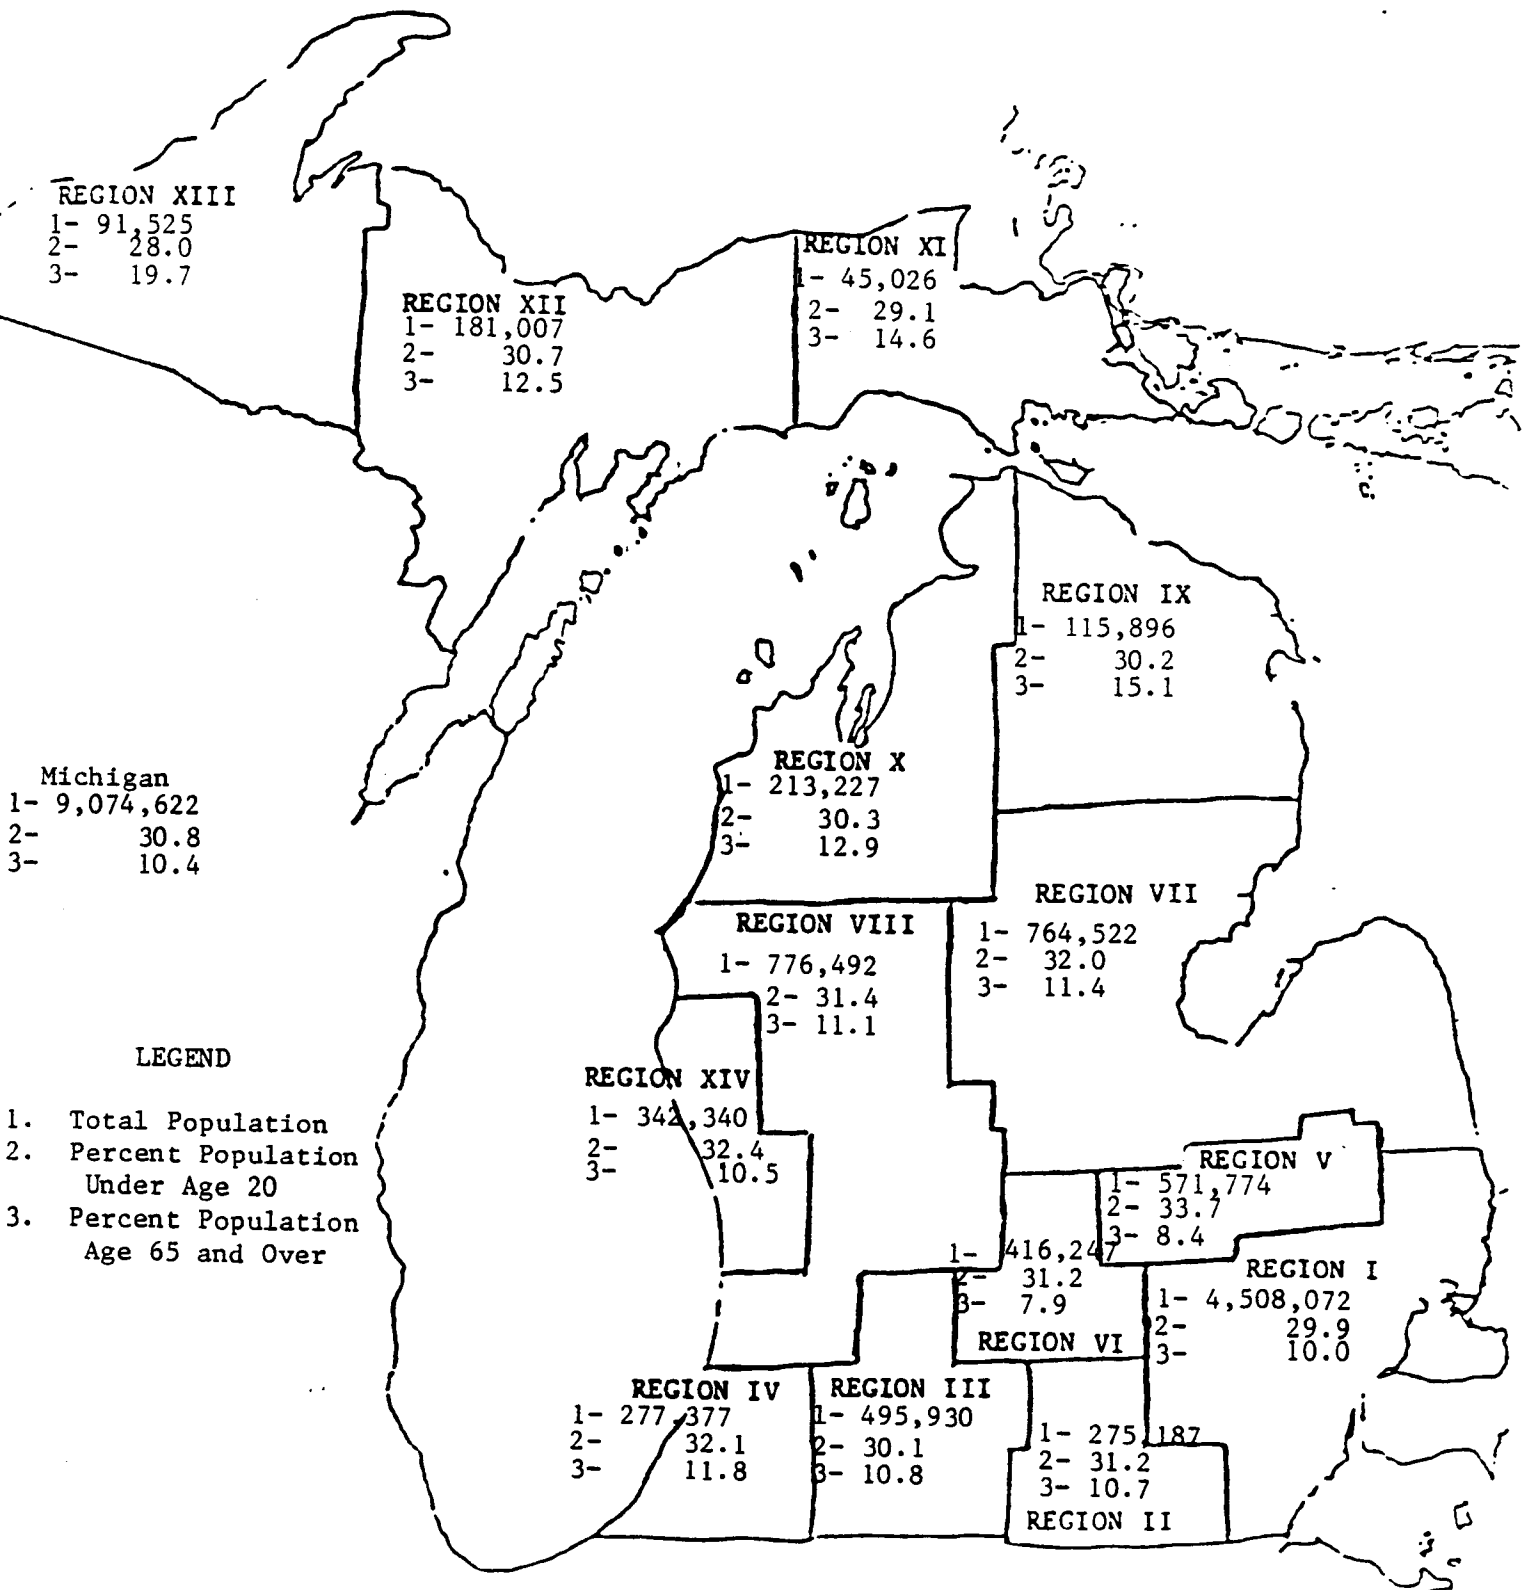 REGION XIII
1- 91,525
2- 28.0
3- 19.7
REGION XII
1- 181,007
2- 30.7
3- 12.5
REGION XI
1- 45,026
2- 29.1
3- 14.6
REGION IX
1- 115,896
2- 30.2
3- 15.1
REGION X
1- 213,227
2- 30.3
3- 12.9
Michigan
1- 9,074,622
2- 30.8
3- 10.4
REGION VII
1- 764,522
2- 32.0
3- 11.4
REGION VIII
1- 776,492
2- 31.4
3- 11.1
REGION XIV
1- 342,340
2- 32.4
3- 10.5
LEGEND
1. Total Population
2. Percent Population
Under Age 20
3. Percent Population
Age 65 and Over
REGION V
1- 571,774
2- 33.7
3- 8.4
1- 416,247
2- 31.2
3- 7.9
REGION VI
REGION I
1- 4,508,072
2- 29.9
3- 10.0
REGION IV
1- 277,377
2- 32.1
3- 11.8
REGION III
1- 495,930
2- 30.1
3- 10.8
1- 275,187
2- 31.2
3- 10.7
REGION II